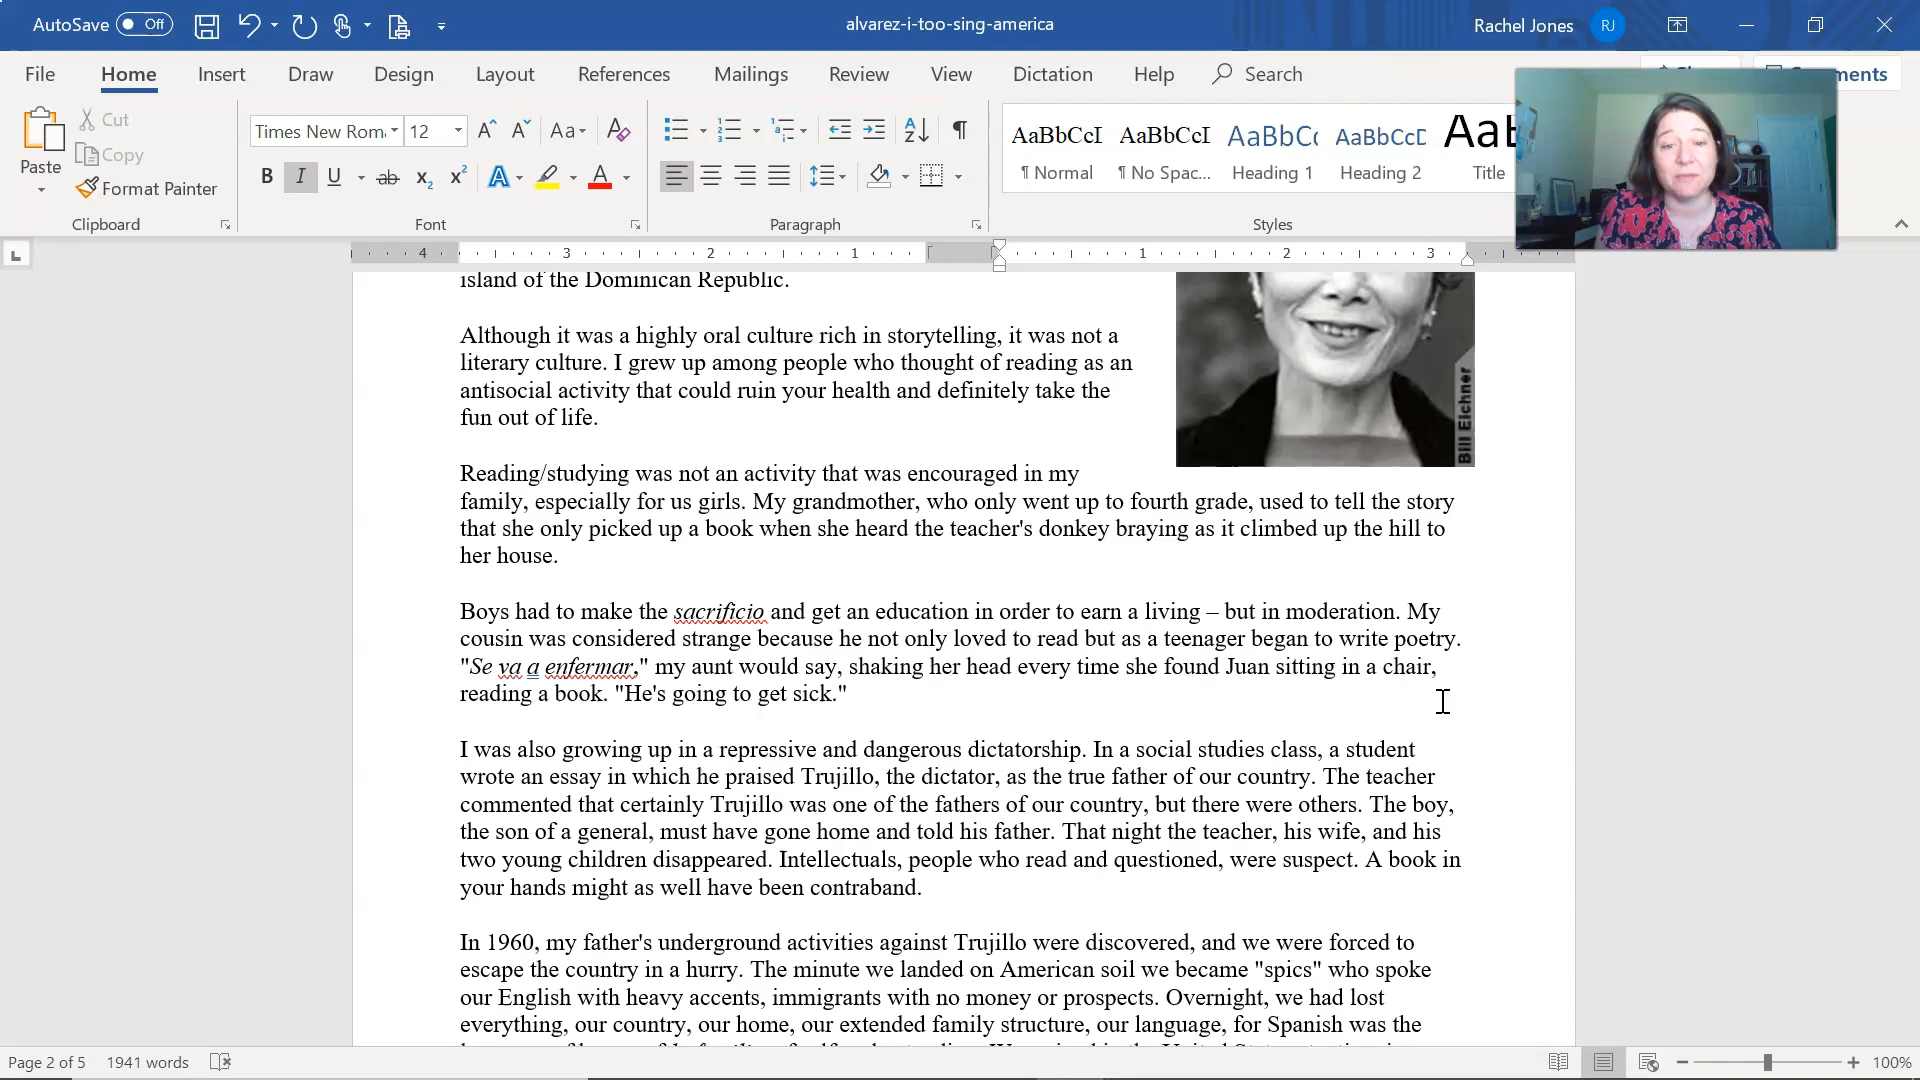 AutoSave Off
alvarez-i-too-sing-america
Rachel Jones RJ
File Home Insert Draw Design Layout References Mailings Review View Dictation Help Search
Paste
Cut
Copy
Format Painter
Clipboard
Times New Rom 12
Aa
B I U ab x₂ x² A A
Font
Paragraph
AaBbCcI AaBbCcI AaBbCc AaBbCcD AaB
¶ Normal ¶ No Spac... Heading 1 Heading 2 Title
Styles
4 3 2 1 1 2 3
island of the Dominican Republic.
Although it was a highly oral culture rich in storytelling, it was not a
literary culture. I grew up among people who thought of reading as an
antisocial activity that could ruin your health and definitely take the
fun out of life.
Bill Eichner
Reading/studying was not an activity that was encouraged in my
family, especially for us girls. My grandmother, who only went up to fourth grade, used to tell the story
that she only picked up a book when she heard the teacher's donkey braying as it climbed up the hill to
her house.
Boys had to make the sacrificio and get an education in order to earn a living – but in moderation. My
cousin was considered strange because he not only loved to read but as a teenager began to write poetry.
"Se va a enfermar," my aunt would say, shaking her head every time she found Juan sitting in a chair,
reading a book. "He's going to get sick."
I was also growing up in a repressive and dangerous dictatorship. In a social studies class, a student
wrote an essay in which he praised Trujillo, the dictator, as the true father of our country. The teacher
commented that certainly Trujillo was one of the fathers of our country, but there were others. The boy,
the son of a general, must have gone home and told his father. That night the teacher, his wife, and his
two young children disappeared. Intellectuals, people who read and questioned, were suspect. A book in
your hands might as well have been contraband.
In 1960, my father's underground activities against Trujillo were discovered, and we were forced to
escape the country in a hurry. The minute we landed on American soil we became "spics" who spoke
our English with heavy accents, immigrants with no money or prospects. Overnight, we had lost
everything, our country, our home, our extended family structure, our language, for Spanish was the
Page 2 of 5 1941 words
100%